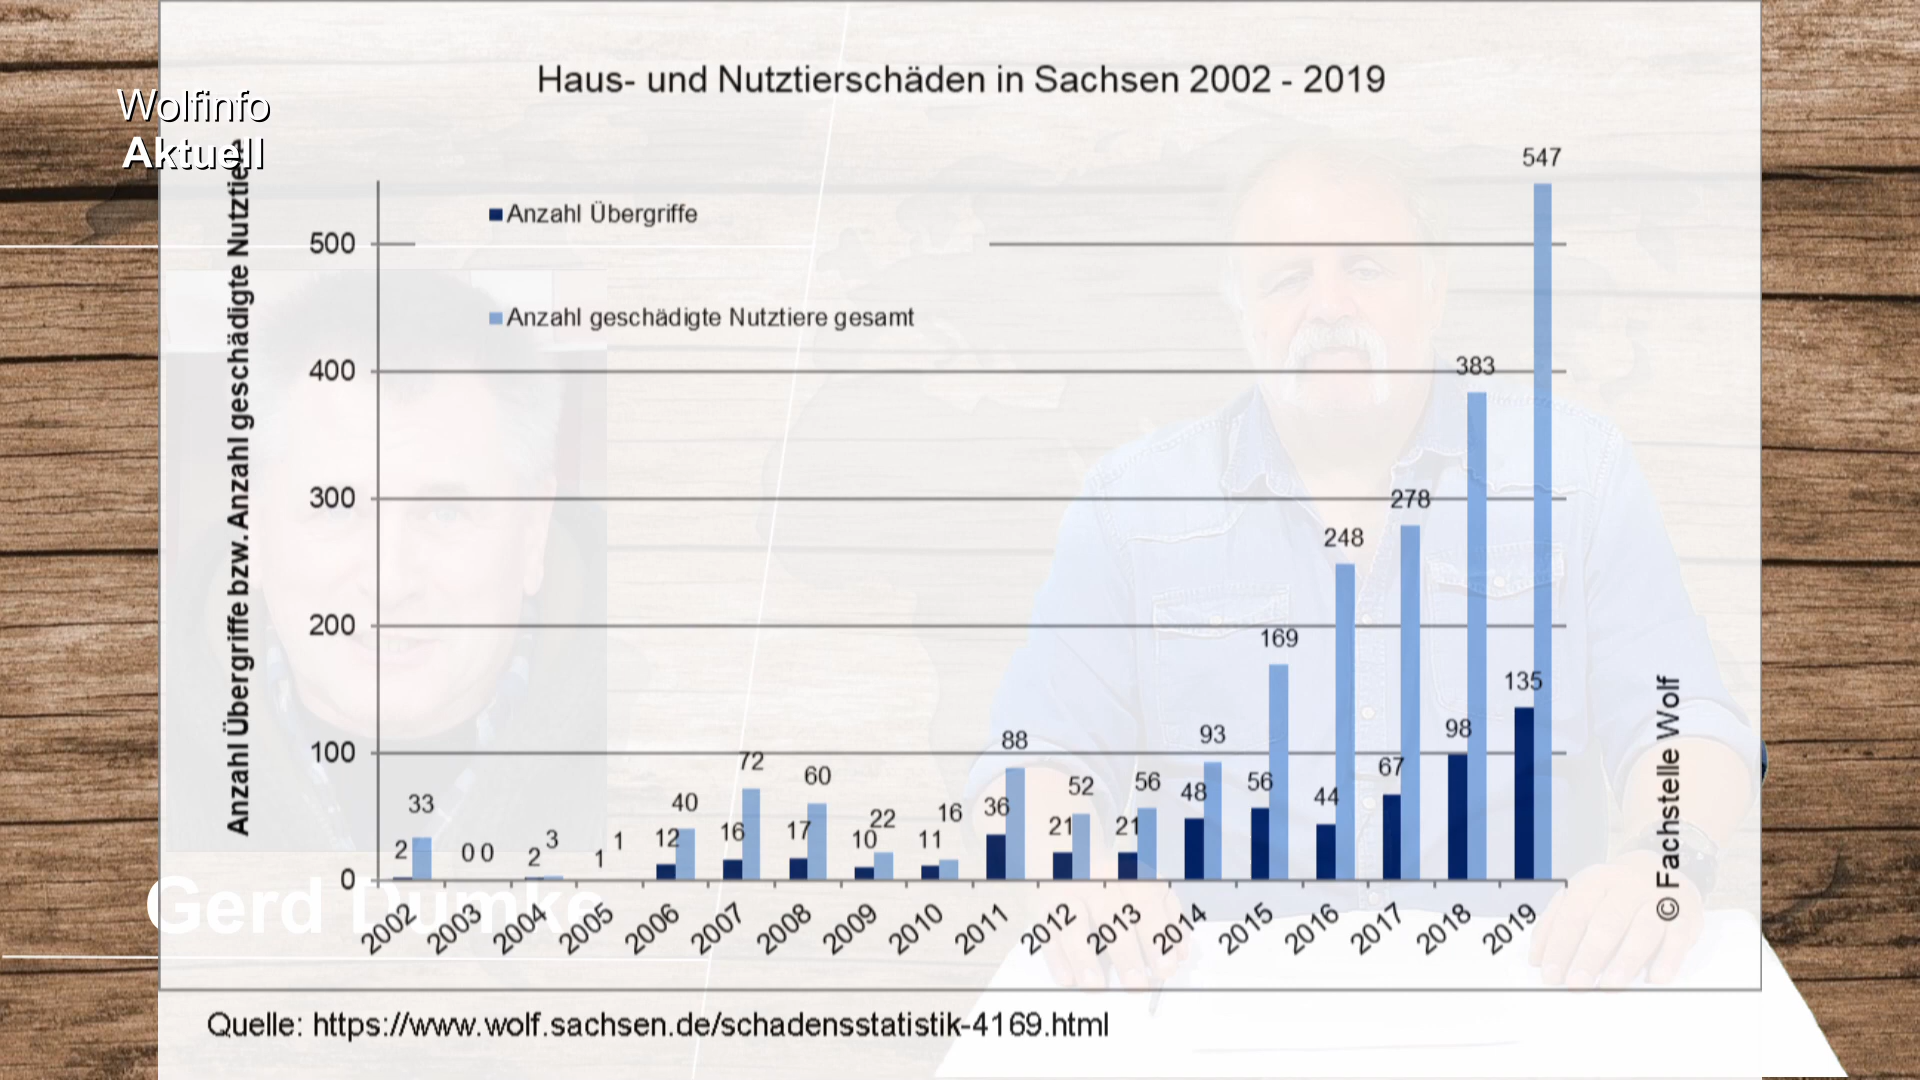 Haus- und Nutztierschäden in Sachsen 2002 - 2019
Wolfinfo
Aktuell
Anzahl Übergriffe bzw. Anzahl geschädigte Nutztiere
Anzahl Übergriffe
Anzahl geschädigte Nutztiere gesamt
500
400
300
200
100
0
2 33
0 0
2 3
1 1
12 40
16 72
17 60
10 22
11 16
36 88
21 52
21 56
48 93
56 169
44 248
67 278
98 383
135 547
2002 2003 2004 2005 2006 2007 2008 2009 2010 2011 2012 2013 2014 2015 2016 2017 2018 2019
© Fachstelle Wolf
Gerd Dumke
Quelle: https://www.wolf.sachsen.de/schadensstatistik-4169.html